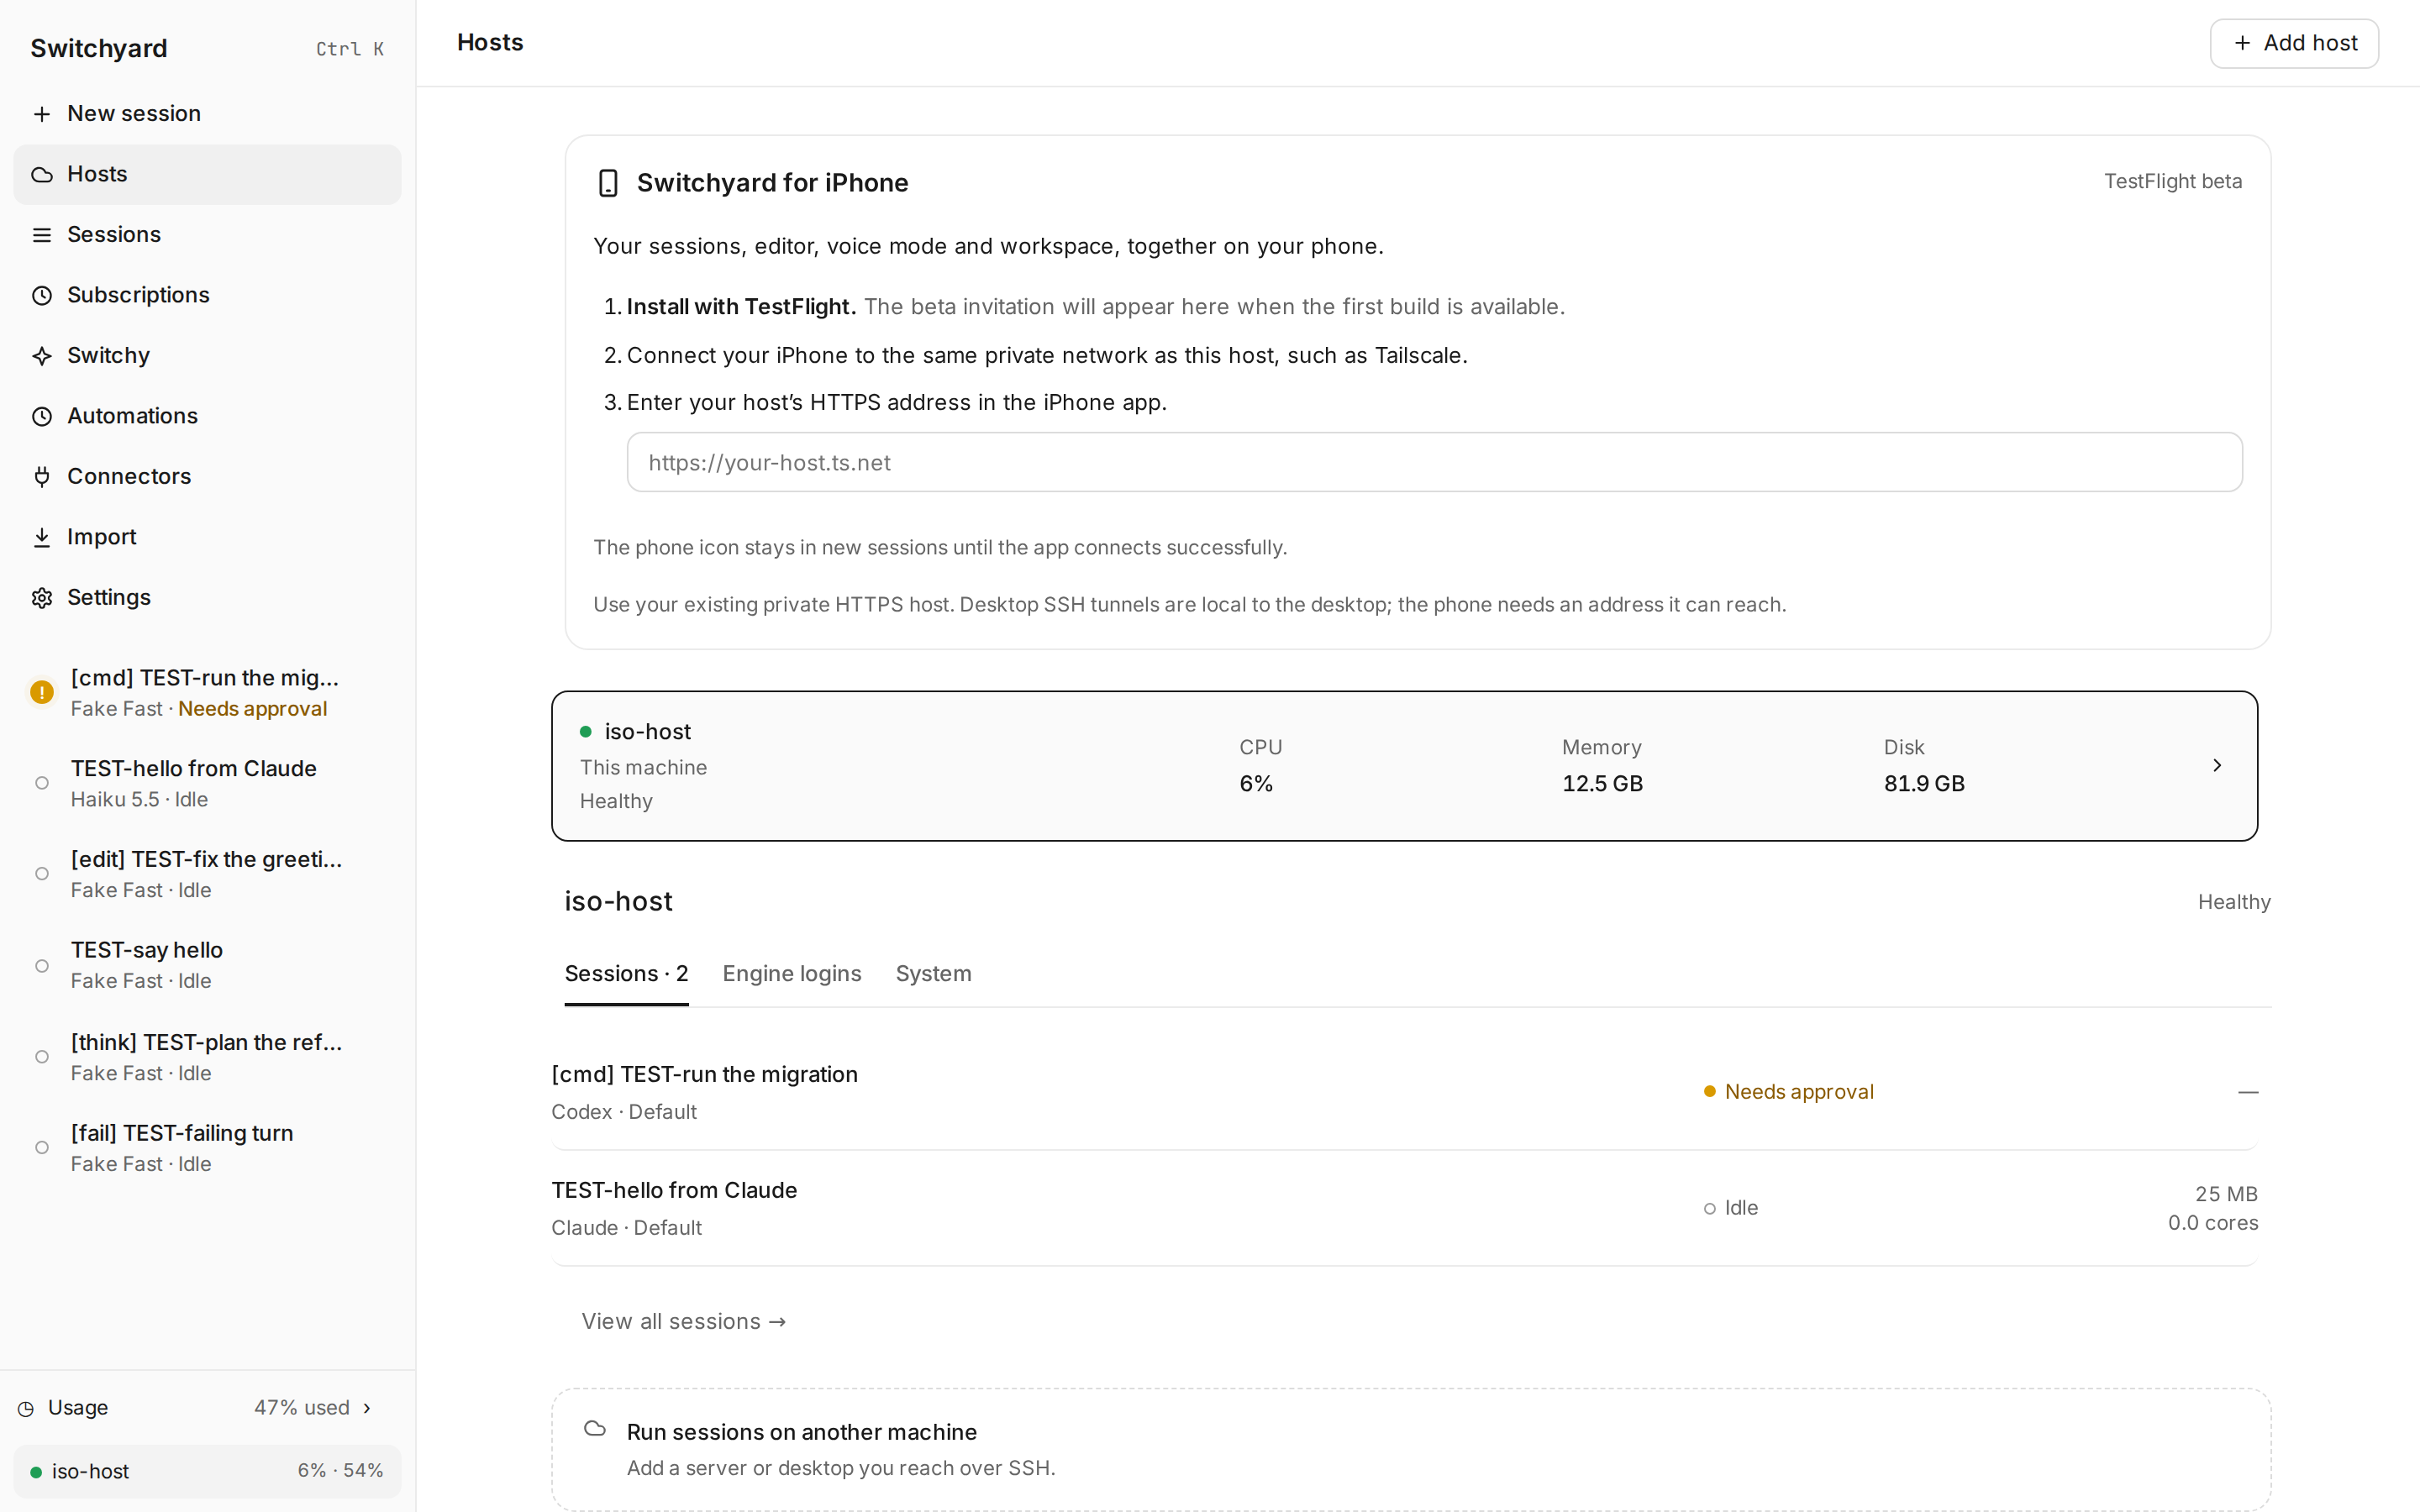 Switchyard
Ctrl K
New session
Hosts
Sessions
Subscriptions
Switchy
Automations
Connectors
Import
Settings
[cmd] TEST-run the mig...
Fake Fast · Needs approval
TEST-hello from Claude
Haiku 5.5 · Idle
[edit] TEST-fix the greeti...
Fake Fast · Idle
TEST-say hello
Fake Fast · Idle
[think] TEST-plan the ref...
Fake Fast · Idle
[fail] TEST-failing turn
Fake Fast · Idle
Usage
47% used
iso-host
6% · 54%
Hosts
Add host
Switchyard for iPhone
TestFlight beta
Your sessions, editor, voice mode and workspace, together on your phone.
1. Install with TestFlight. The beta invitation will appear here when the first build is available.
2. Connect your iPhone to the same private network as this host, such as Tailscale.
3. Enter your host’s HTTPS address in the iPhone app.
https://your-host.ts.net
The phone icon stays in new sessions until the app connects successfully.
Use your existing private HTTPS host. Desktop SSH tunnels are local to the desktop; the phone needs an address it can reach.
iso-host
This machine
Healthy
CPU
6%
Memory
12.5 GB
Disk
81.9 GB
iso-host
Healthy
Sessions · 2
Engine logins
System
[cmd] TEST-run the migration
Codex · Default
Needs approval
—
TEST-hello from Claude
Claude · Default
Idle
25 MB
0.0 cores
View all sessions →
Run sessions on another machine
Add a server or desktop you reach over SSH.